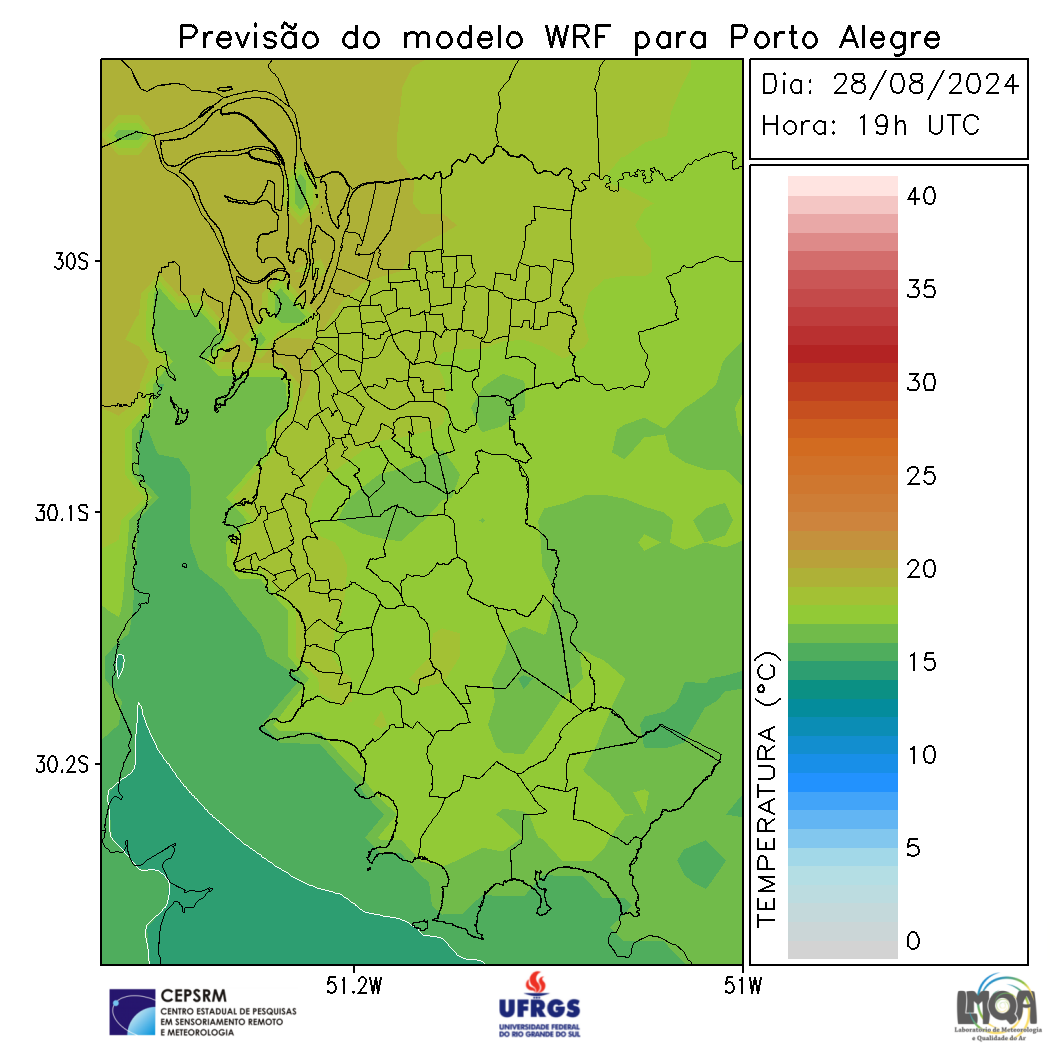 Previsão do modelo WRF para Porto Alegre
Dia: 28/08/2024
Hora: 19h UTC
30S
30.1S
30.2S
51.2W
51W
40
35
30
25
20
15
10
5
0
TEMPERATURA (°C)
CEPSRM
CENTRO ESTADUAL DE PESQUISAS
EM SENSORIAMENTO REMOTO
E METEOROLOGIA
UFRGS
UNIVERSIDADE FEDERAL
DO RIO GRANDE DO SUL
LMQA
Laboratório de Meteorologia
e Qualidade do Ar